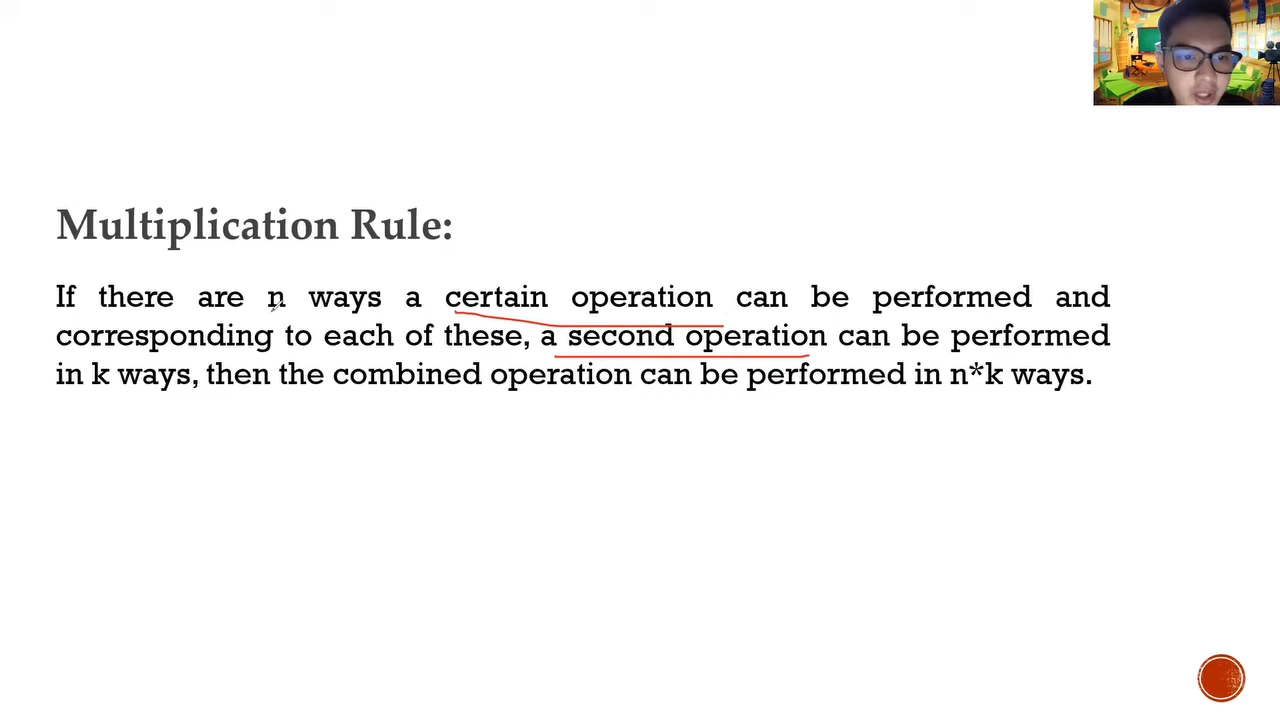 Multiplication Rule:
If there are n ways a certain operation can be performed and
corresponding to each of these, a second operation can be performed
in k ways, then the combined operation can be performed in n*k ways.